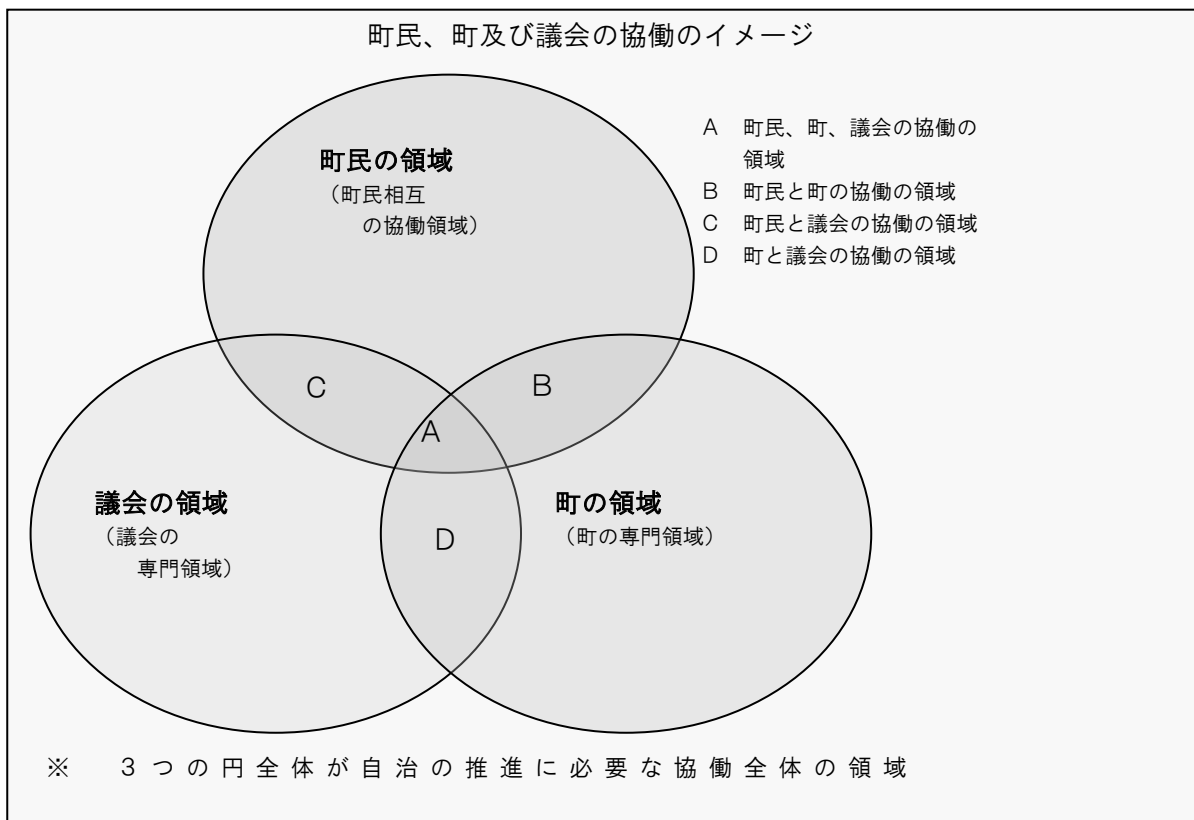 町民、町及び議会の協働のイメージ
町民の領域
（町民相互
の協働領域）
A　町民、町、議会の協働の
領域
B　町民と町の協働の領域
C　町民と議会の協働の領域
D　町と議会の協働の領域
C
B
A
議会の領域
（議会の
専門領域）
D
町の領域
（町の専門領域）
※　３つの円全体が自治の推進に必要な協働全体の領域